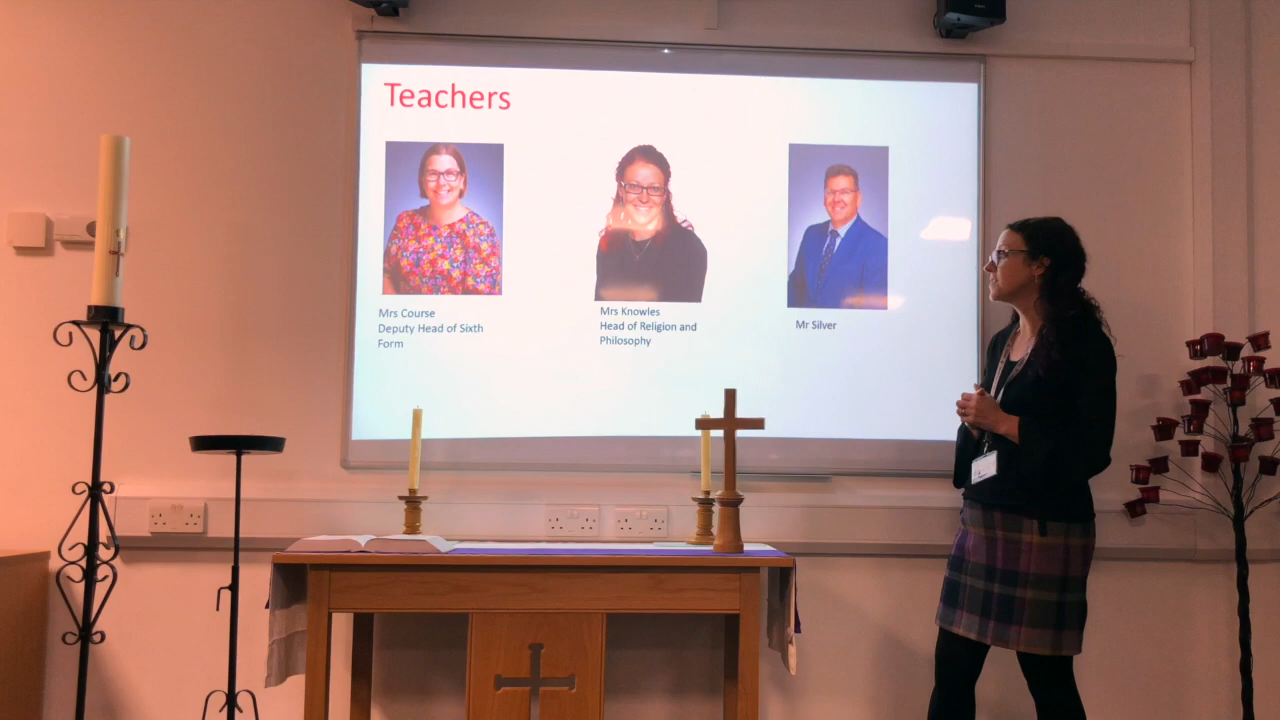 Teachers
Mrs Course
Deputy Head of Sixth
Form
Mrs Knowles
Head of Religion and
Philosophy
Mr Silver